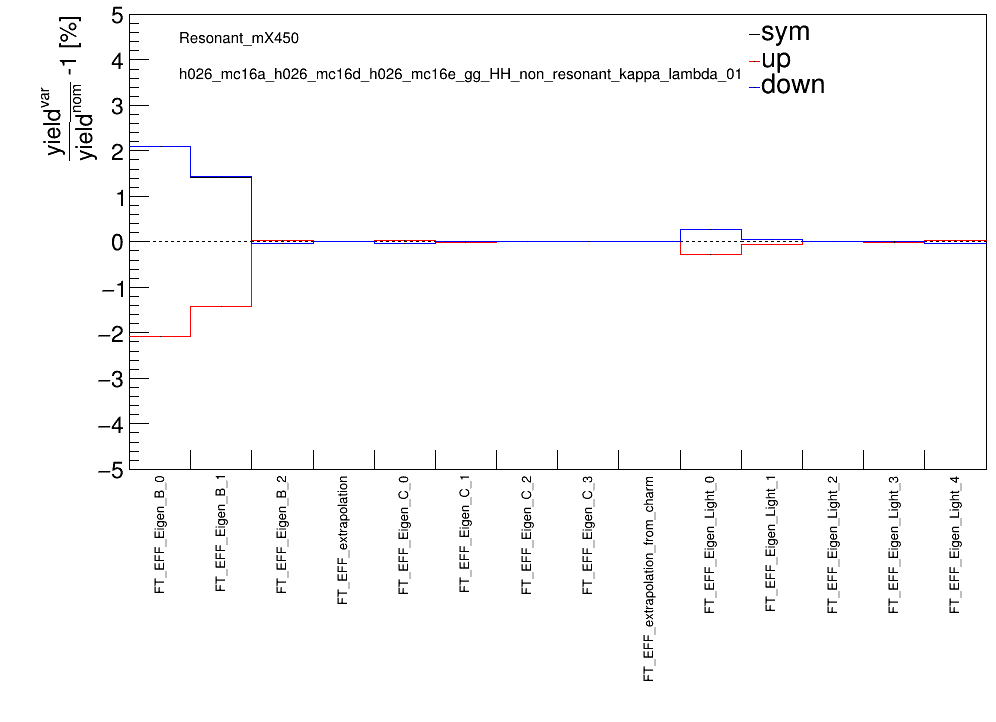 yield^var / yield^nom -1 [%]
Resonant_mX450
h026_mc16a_h026_mc16d_h026_mc16e_gg_HH_non_resonant_kappa_lambda_01
sym
up
down
5
4
3
2
1
0
−1
−2
−3
−4
−5
FT_EFF_Eigen_B_0
FT_EFF_Eigen_B_1
FT_EFF_Eigen_B_2
FT_EFF_extrapolation
FT_EFF_Eigen_C_0
FT_EFF_Eigen_C_1
FT_EFF_Eigen_C_2
FT_EFF_Eigen_C_3
FT_EFF_extrapolation_from_charm
FT_EFF_Eigen_Light_0
FT_EFF_Eigen_Light_1
FT_EFF_Eigen_Light_2
FT_EFF_Eigen_Light_3
FT_EFF_Eigen_Light_4